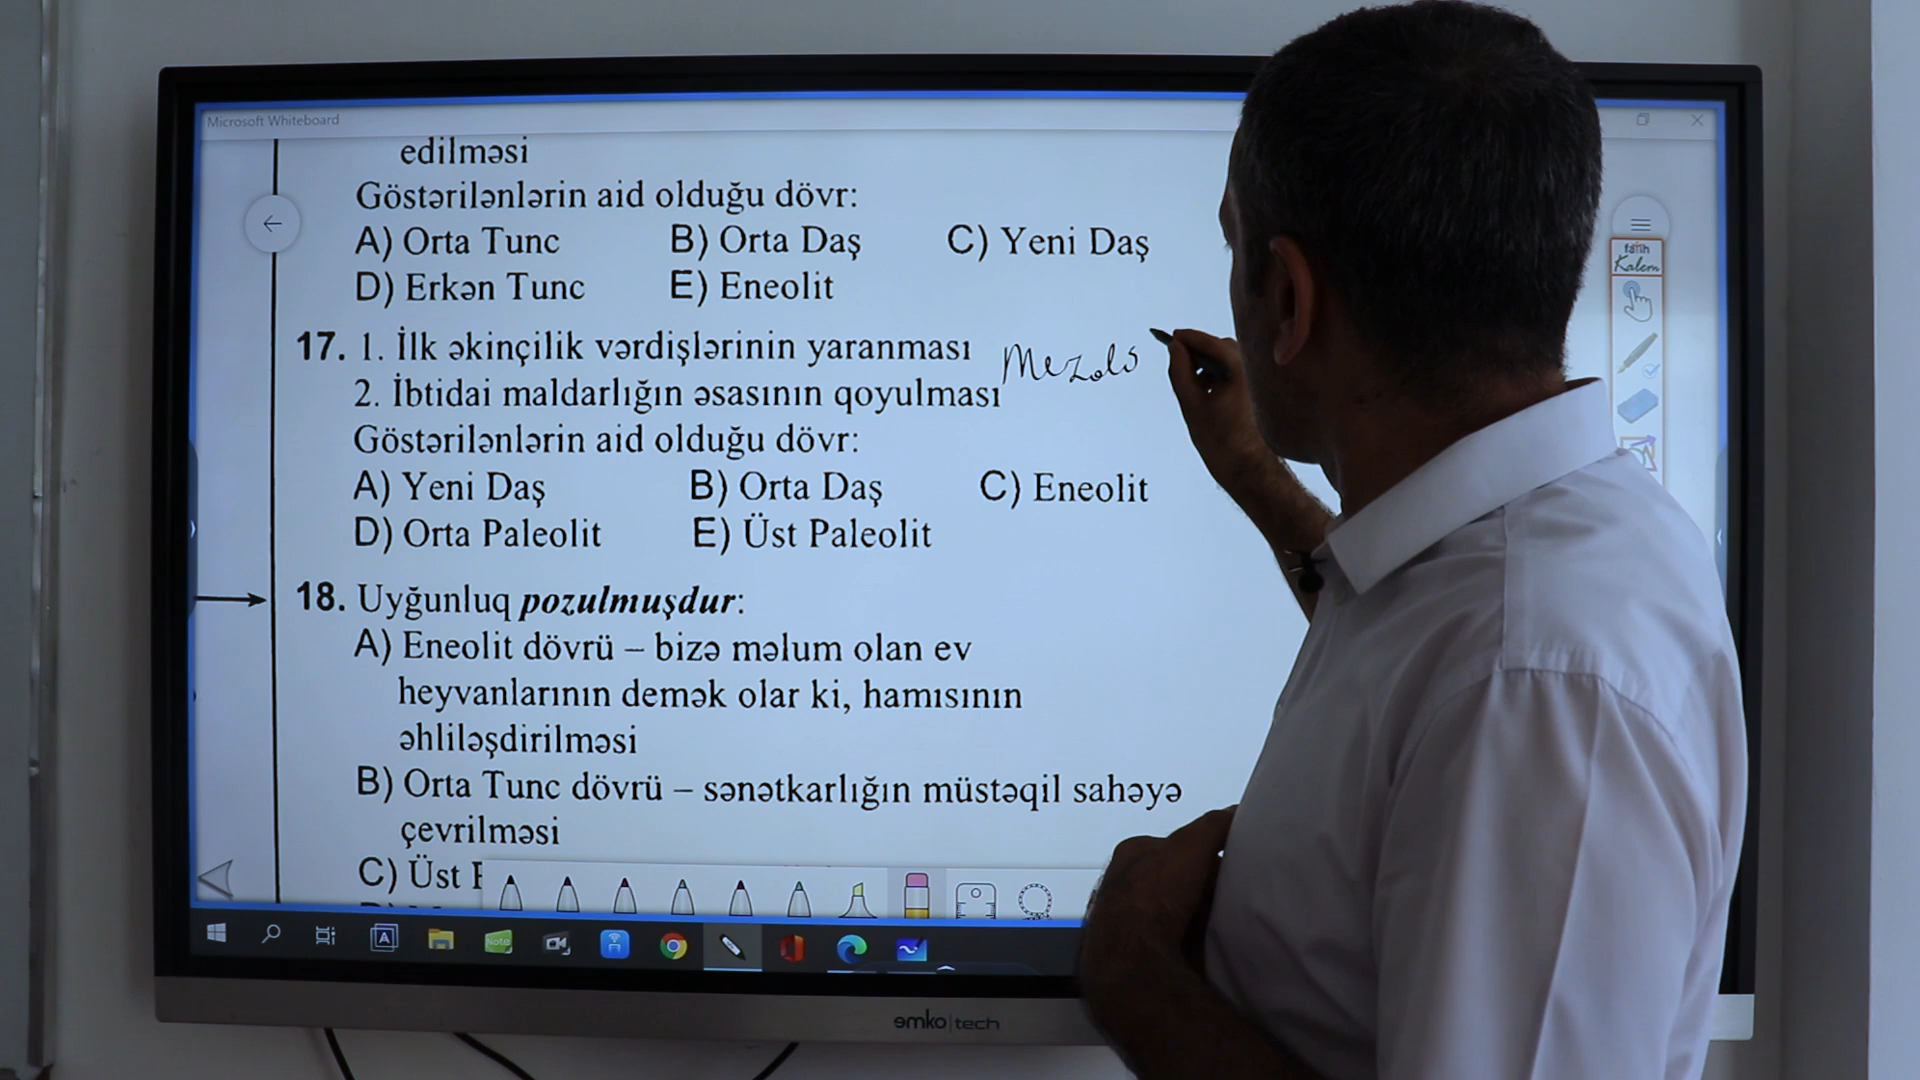 Microsoft Whiteboard
edilməsi
Göstərilənlərin aid olduğu dövr:
A) Orta Tunc B) Orta Daş C) Yeni Daş
D) Erkən Tunc E) Eneolit
17. 1. İlk əkinçilik vərdişlərinin yaranması
Mezo
2. İbtidai maldarlığın əsasının qoyulması
Göstərilənlərin aid olduğu dövr:
A) Yeni Daş B) Orta Daş C) Eneolit
D) Orta Paleolit E) Üst Paleolit
18. Uyğunluq pozulmuşdur:
A) Eneolit dövrü – bizə məlum olan ev
heyvanlarının demək olar ki, hamısının
əhliləşdirilməsi
B) Orta Tunc dövrü – sənətkarlığın müstəqil sahəyə
çevrilməsi
C) Üst
fatih
Kalem
Note
emko | tech